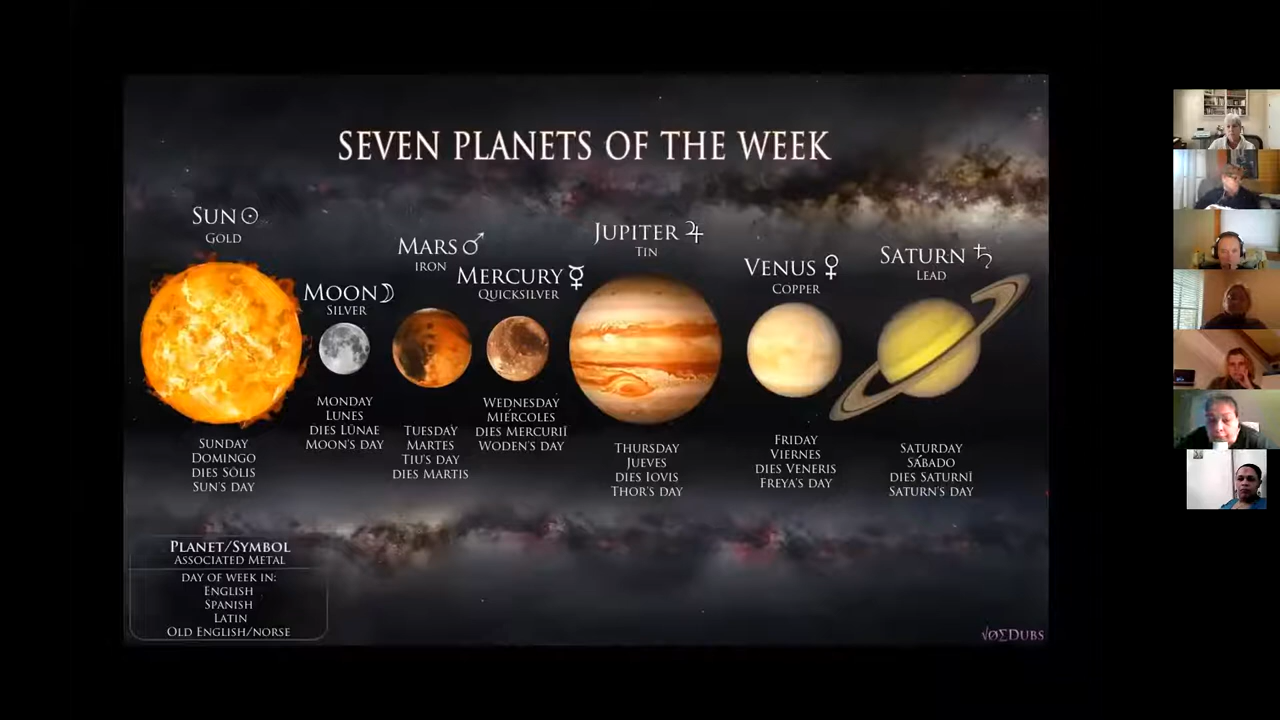 SEVEN PLANETS OF THE WEEK
SUN ☉
GOLD
SUNDAY
DOMINGO
DIES SŌLIS
SUN'S DAY
MOON ☽
SILVER
MONDAY
LUNES
DIES LŪNAE
MOON'S DAY
MARS ♂
IRON
TUESDAY
MARTES
TIU'S DAY
DIES MARTIS
MERCURY ☿
QUICKSILVER
WEDNESDAY
MIÉRCOLES
DIES MERCURIĪ
WODEN'S DAY
JUPITER ♃
TIN
THURSDAY
JUEVES
DIES IOVIS
THOR'S DAY
VENUS ♀
COPPER
FRIDAY
VIERNES
DIES VENERIS
FREYA'S DAY
SATURN ♄
LEAD
SATURDAY
SÁBADO
DIES SATURNĪ
SATURN'S DAY
PLANET/SYMBOL
ASSOCIATED METAL
DAY OF WEEK IN:
ENGLISH
SPANISH
LATIN
OLD ENGLISH/NORSE
√ØΣDUBS